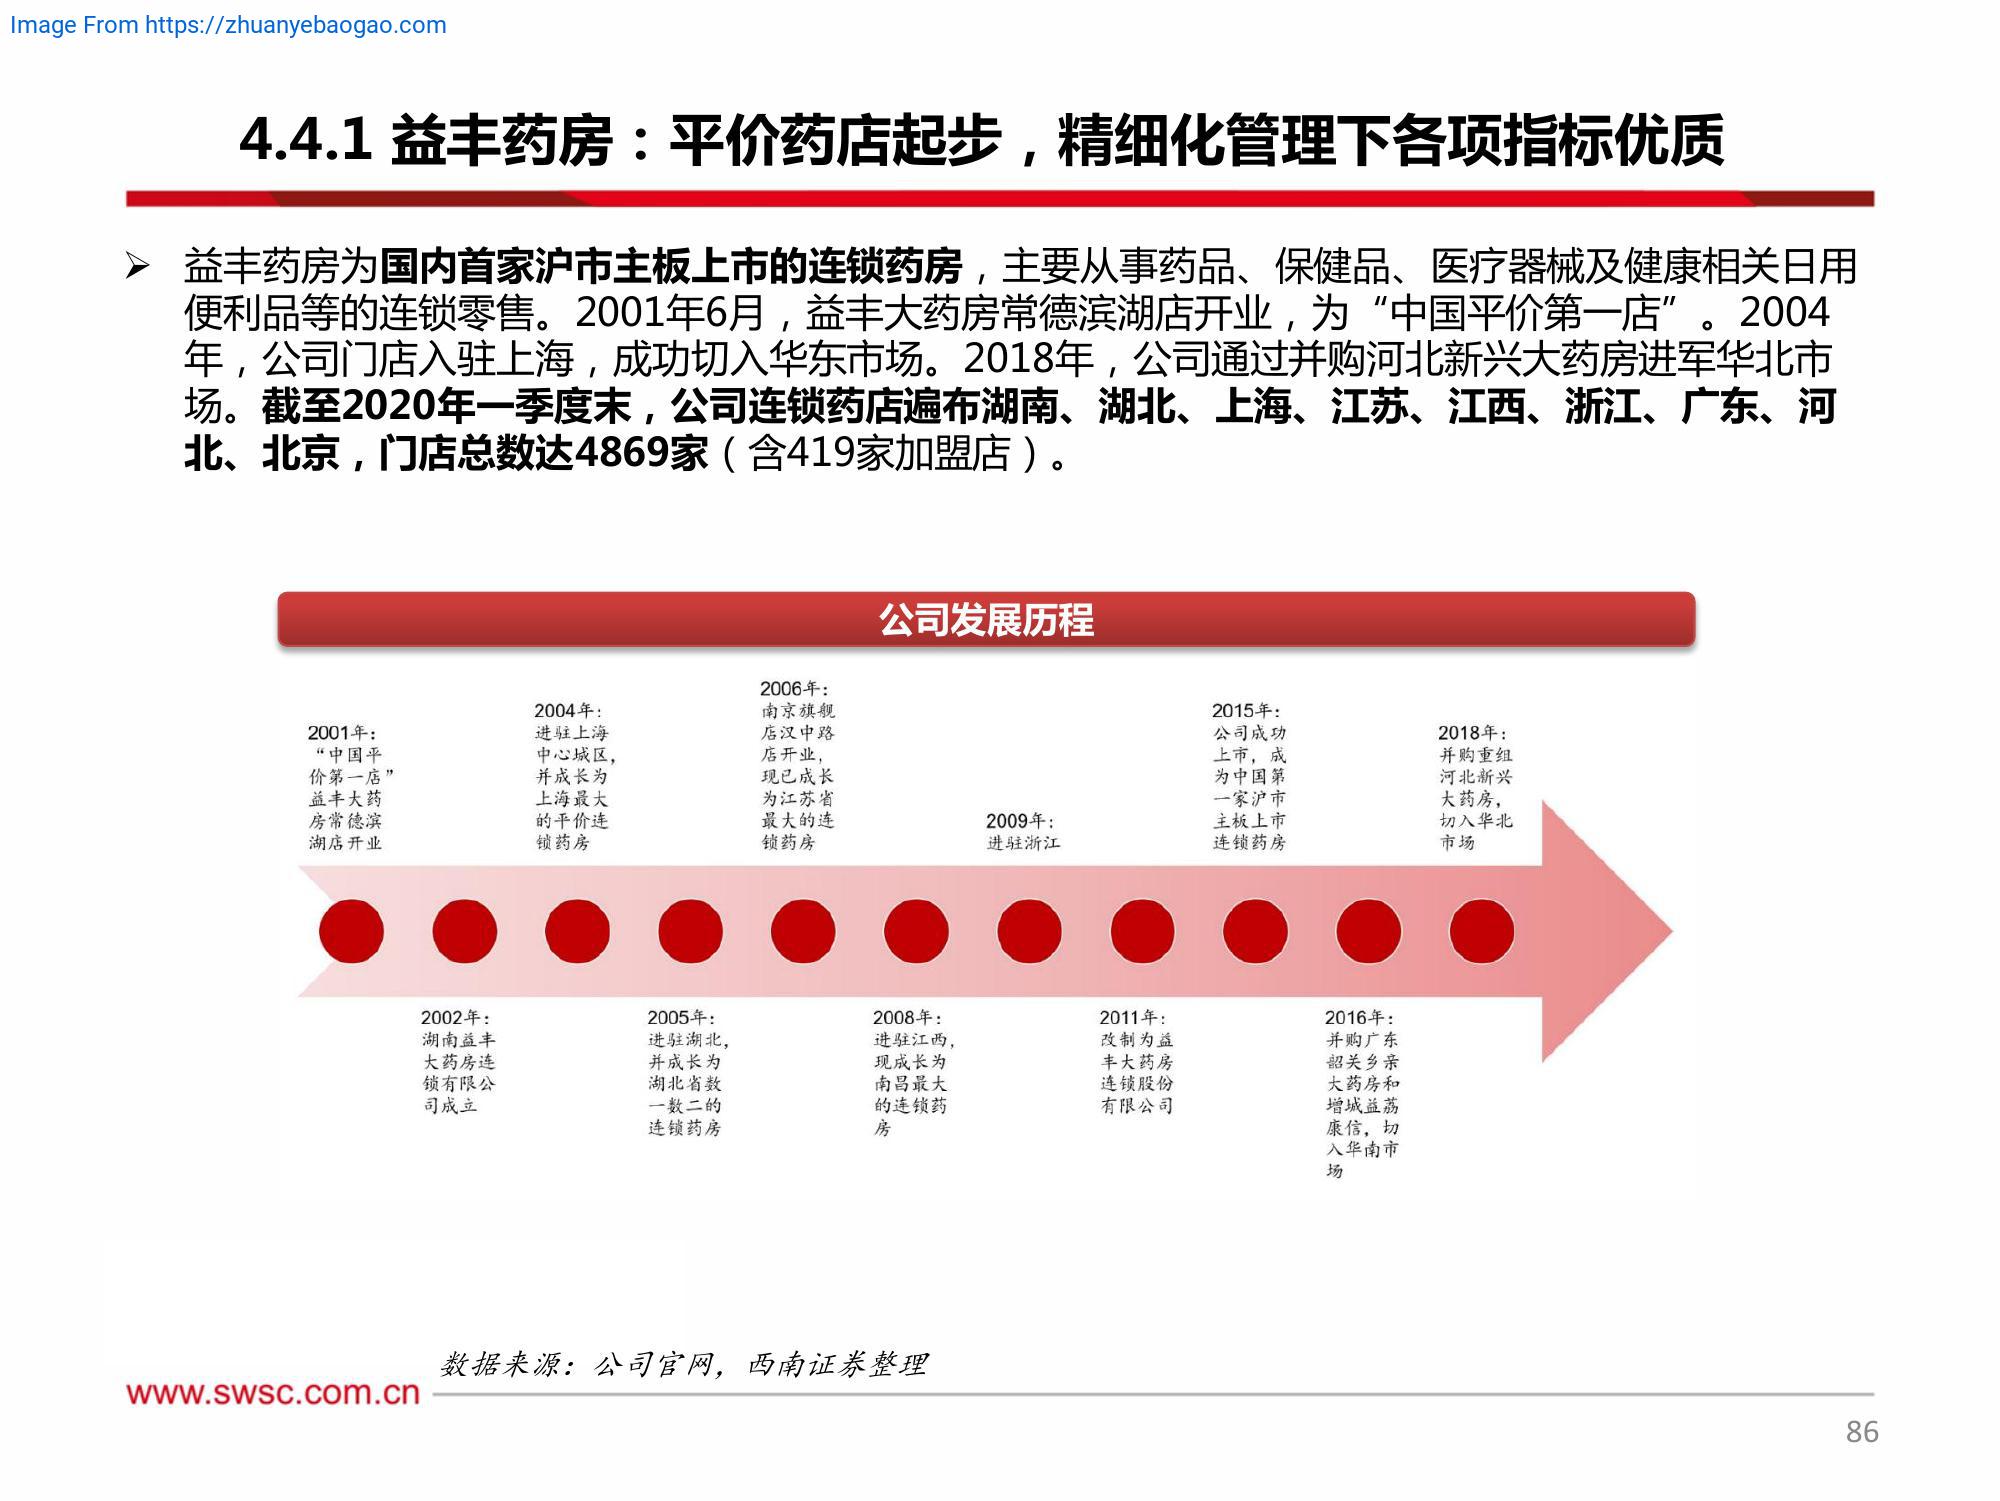 Image From https://zhuanyebaogao.com
4.4.1 益丰药房：平价药店起步，精细化管理下各项指标优质
➢ 益丰药房为国内首家沪市主板上市的连锁药房，主要从事药品、保健品、医疗器械及健康相关日用
便利品等的连锁零售。2001年6月，益丰大药房常德滨湖店开业，为“中国平价第一店”。2004
年，公司门店入驻上海，成功切入华东市场。2018年，公司通过并购河北新兴大药房进军华北市
场。截至2020年一季度末，公司连锁药店遍布湖南、湖北、上海、江苏、江西、浙江、广东、河
北、北京，门店总数达4869家（含419家加盟店）。
公司发展历程
2001年：
“中国平
价第一店”
益丰大药
房常德滨
湖店开业
2004年：
进驻上海
中心城区，
并成长为
上海最大
的平价连
锁药房
2006年：
南京旗舰
店汉中路
店开业，
现已成长
为江苏省
最大的连
锁药房
2009年：
进驻浙江
2015年：
公司成功
上市，成
为中国第
一家沪市
主板上市
连锁药房
2018年：
并购重组
河北新兴
大药房，
切入华北
市场
2002年：
湖南益丰
大药房连
锁有限公
司成立
2005年：
进驻湖北，
并成长为
湖北省数
一数二的
连锁药房
2008年：
进驻江西，
现成长为
南昌最大
的连锁药
房
2011年：
改制为益
丰大药房
连锁股份
有限公司
2016年：
并购广东
韶关乡亲
大药房和
增城益荔
康信，切
入华南市
场
数据来源：公司官网，西南证券整理
www.swsc.com.cn
86